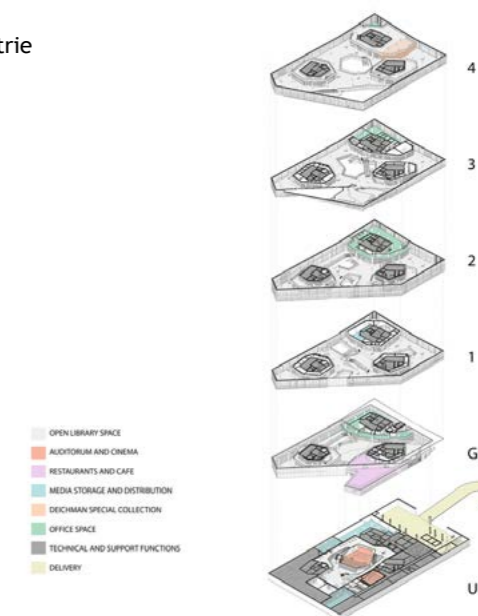 trie
4
3
2
1
G
U
OPEN LIBRARY SPACE
AUDITORUM AND CINEMA
RESTAURANTS AND CAFE
MEDIA STORAGE AND DISTRIBUTION
DEICHMAN SPECIAL COLLECTION
OFFICE SPACE
TECHNICAL AND SUPPORT FUNCTIONS
DELIVERY